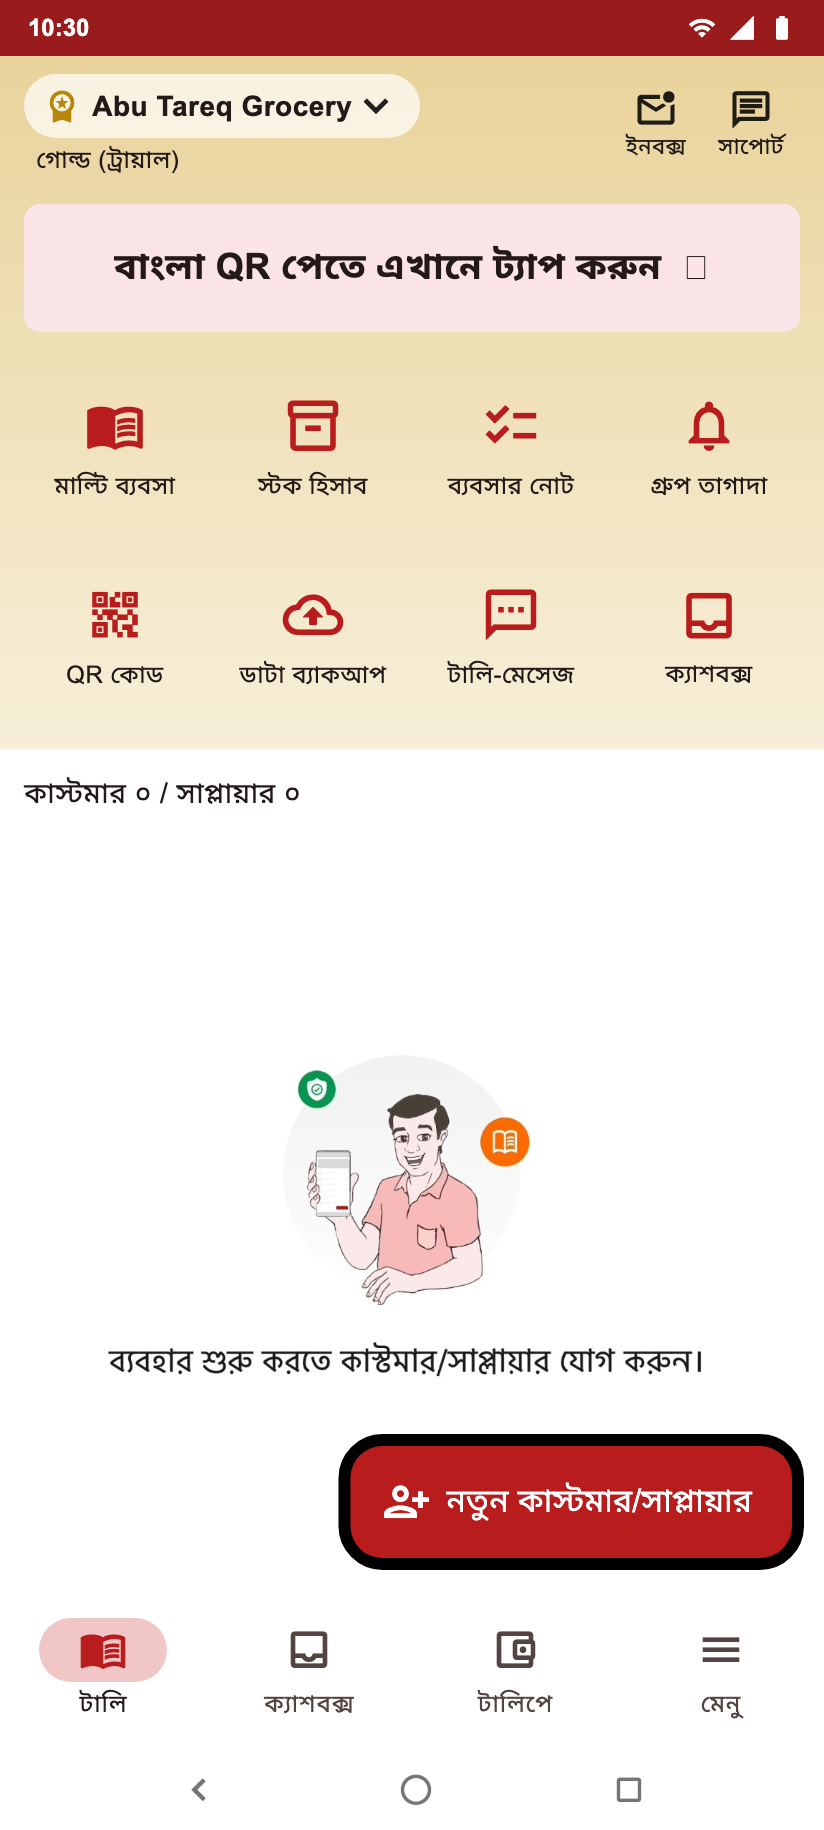 10:30
Abu Tareq Grocery
গোল্ড (ট্রায়াল)
ইনবক্স
সাপোর্ট
বাংলা QR পেতে এখানে ট্যাপ করুন
মাল্টি ব্যবসা
স্টক হিসাব
ব্যবসার নোট
গ্রুপ তাগাদা
QR কোড
ডাটা ব্যাকআপ
টালি-মেসেজ
ক্যাশবক্স
কাস্টমার ০ / সাপ্লায়ার ০
ব্যবহার শুরু করতে কাস্টমার/সাপ্লায়ার যোগ করুন।
নতুন কাস্টমার/সাপ্লায়ার
টালি
ক্যাশবক্স
টালিপে
মেনু